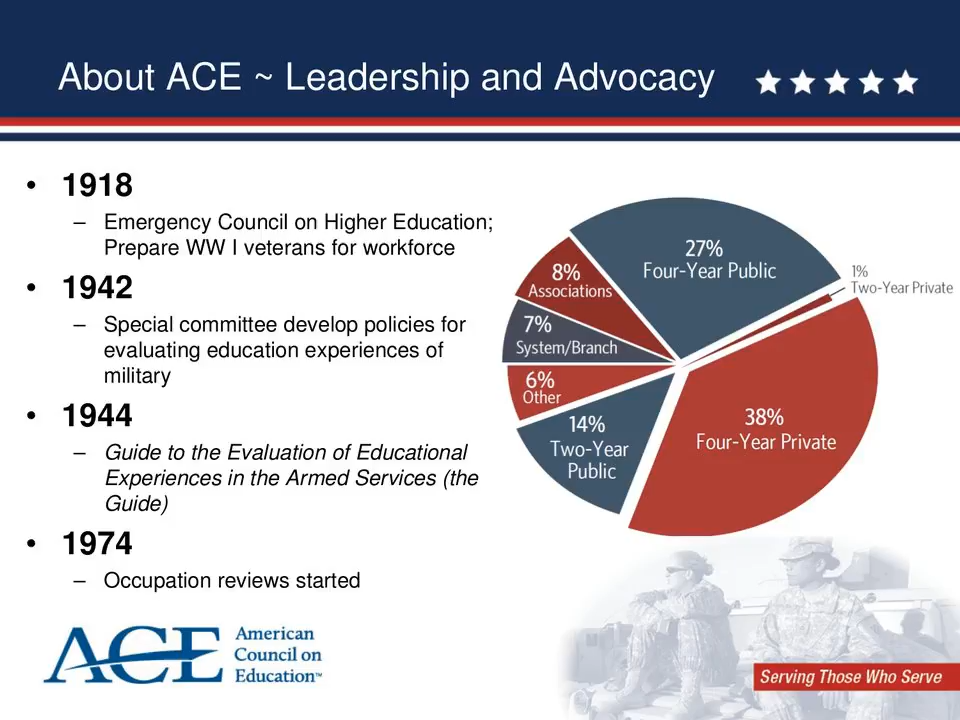 About ACE ~ Leadership and Advocacy
• 1918
– Emergency Council on Higher Education;
Prepare WW I veterans for workforce
• 1942
– Special committee develop policies for
evaluating education experiences of
military
• 1944
– Guide to the Evaluation of Educational
Experiences in the Armed Services (the
Guide)
• 1974
– Occupation reviews started
27%
Four-Year Public
1%
Two-Year Private
8%
Associations
7%
System/Branch
6%
Other
14%
Two-Year
Public
38%
Four-Year Private
ACE
American
Council on
Education™
Serving Those Who Serve